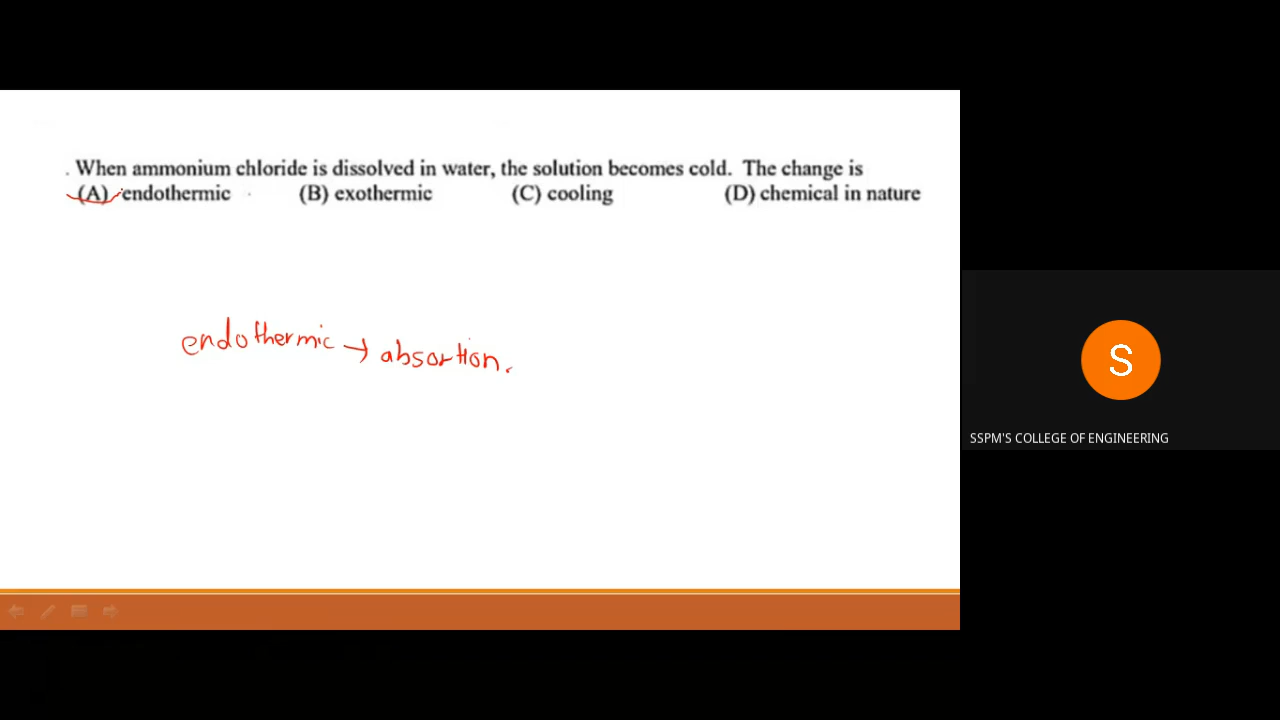 . When ammonium chloride is dissolved in water, the solution becomes cold. The change is
(A) endothermic (B) exothermic (C) cooling (D) chemical in nature
endothermic → absortion.
S
SSPM'S COLLEGE OF ENGINEERING